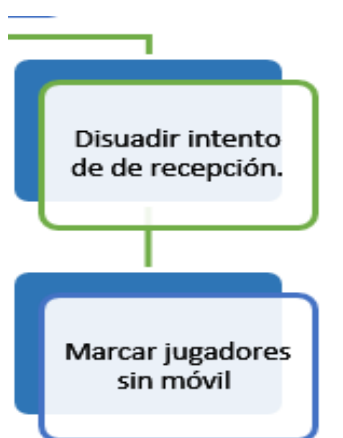 Disuadir intento
de de recepción.
Marcar jugadores
sin móvil